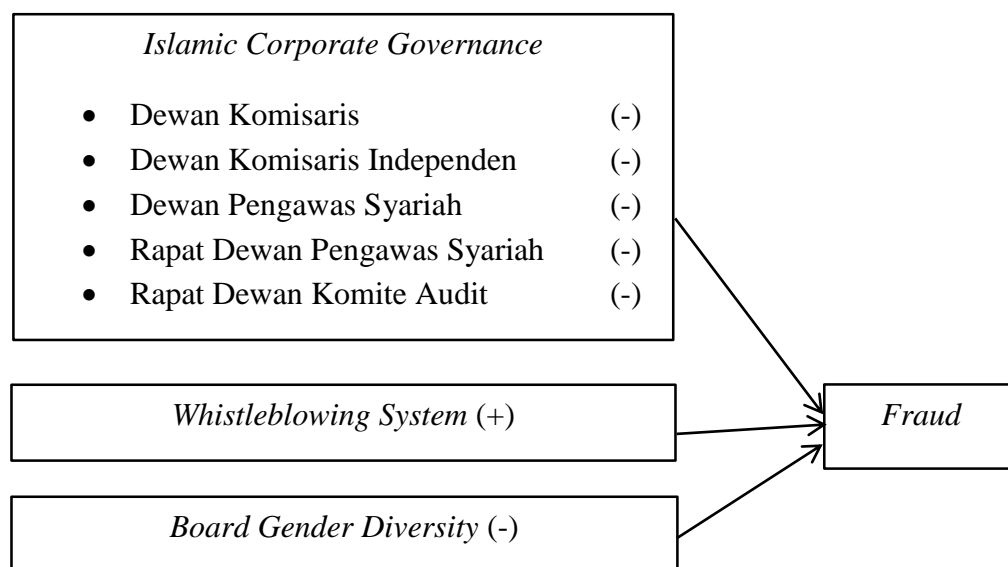 Islamic Corporate Governance
• Dewan Komisaris (-)
• Dewan Komisaris Independen (-)
• Dewan Pengawas Syariah (-)
• Rapat Dewan Pengawas Syariah (-)
• Rapat Dewan Komite Audit (-)
Whistleblowing System (+)
Fraud
Board Gender Diversity (-)